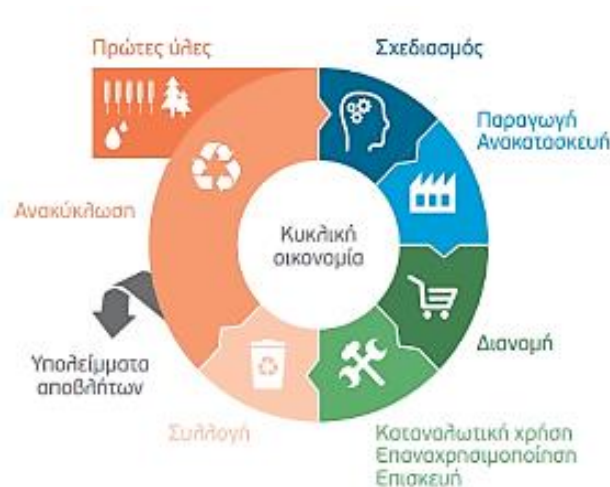 Πρώτες ύλες
Σχεδιασμός
Παραγωγή
Ανακατασκευή
Ανακύκλωση
Κυκλική
οικονομία
Διανομή
Υπολείμματα
αποβλήτων
Συλλογή
Καταναλωτική χρήση
Επαναχρησιμοποίηση
Επισκευή